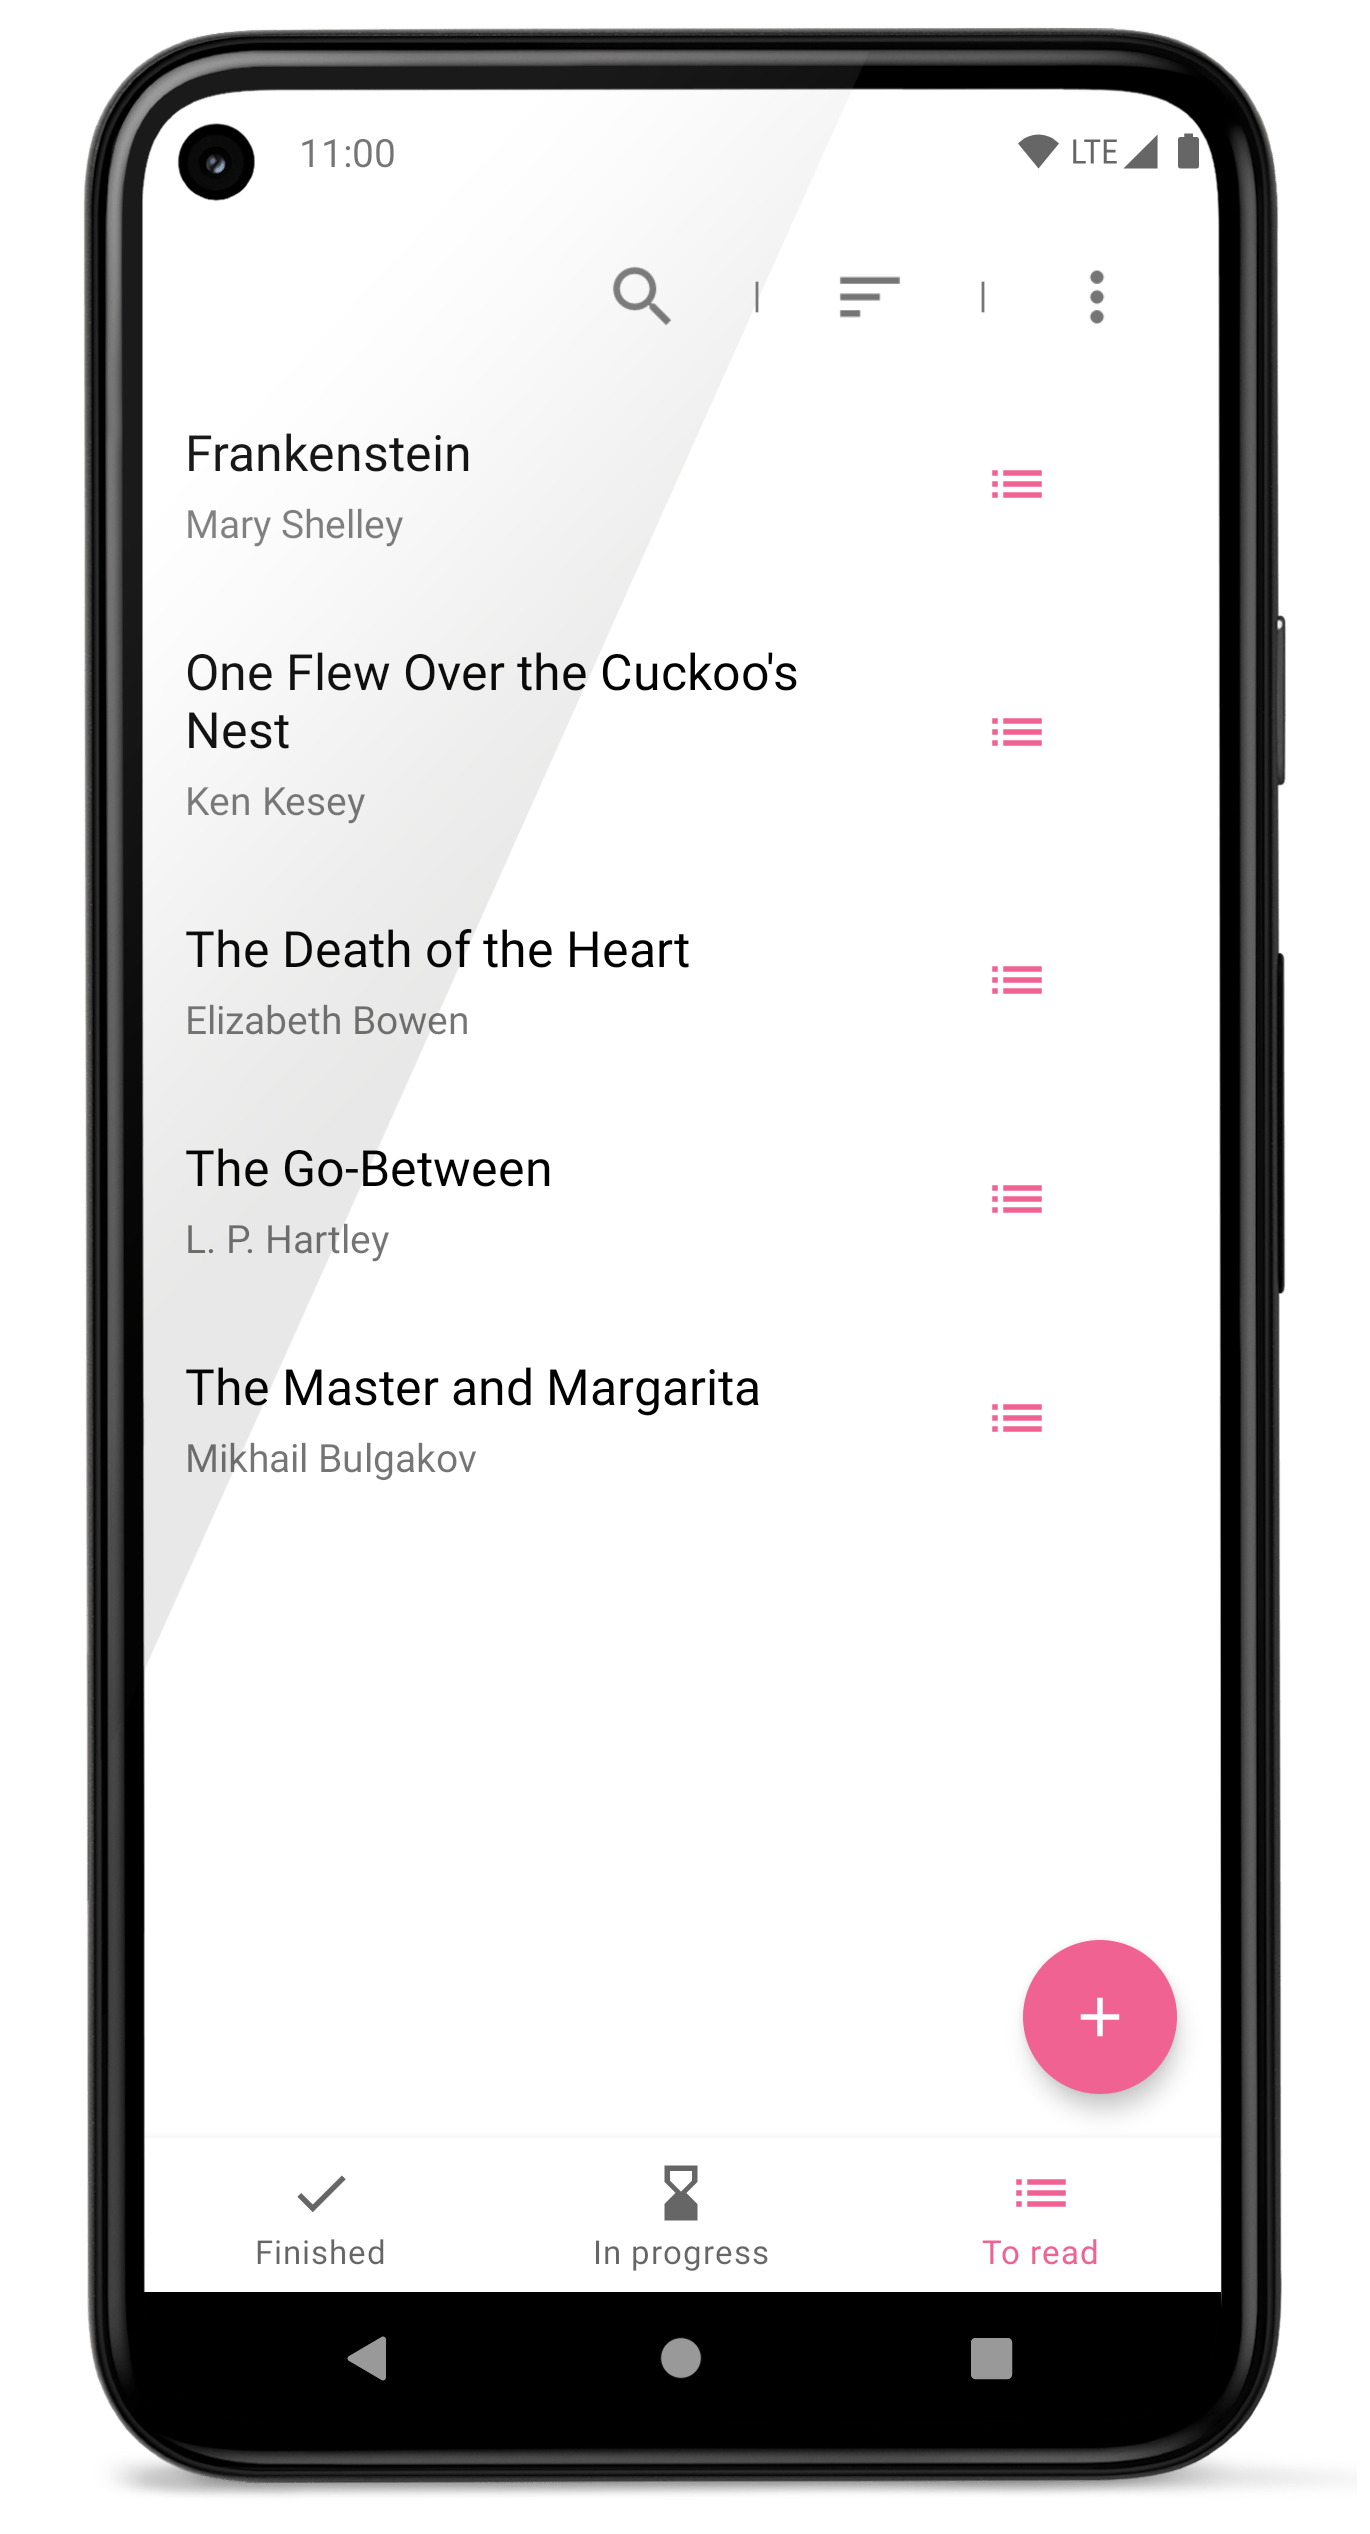 11:00
LTE
Frankenstein
Mary Shelley
One Flew Over the Cuckoo's
Nest
Ken Kesey
The Death of the Heart
Elizabeth Bowen
The Go-Between
L. P. Hartley
The Master and Margarita
Mikhail Bulgakov
Finished
In progress
To read